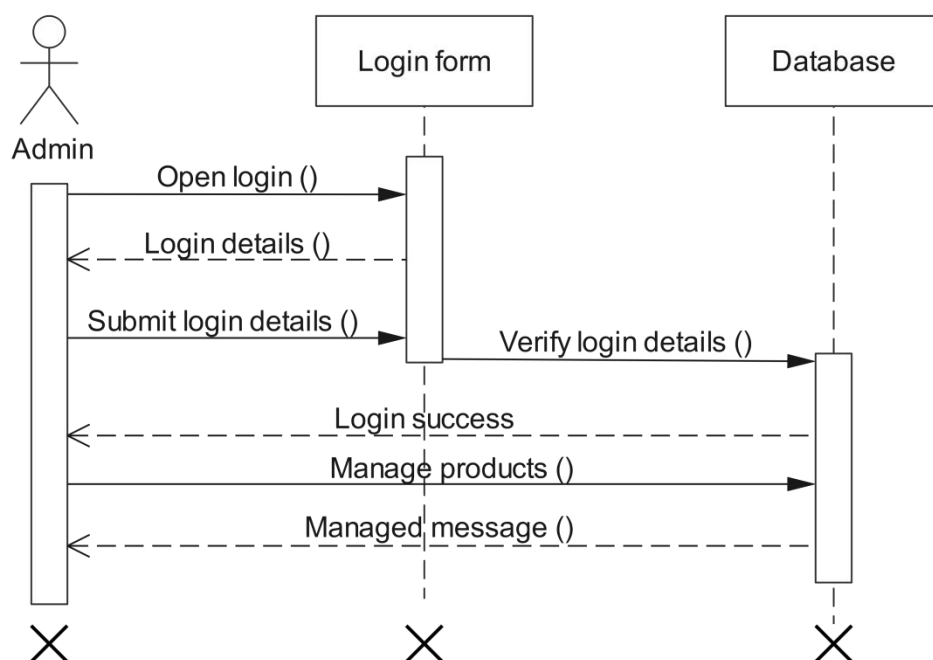 Login form
Database
Admin
Open login ()
Login details ()
Submit login details ()
Verify login details ()
Login success
Manage products ()
Managed message ()